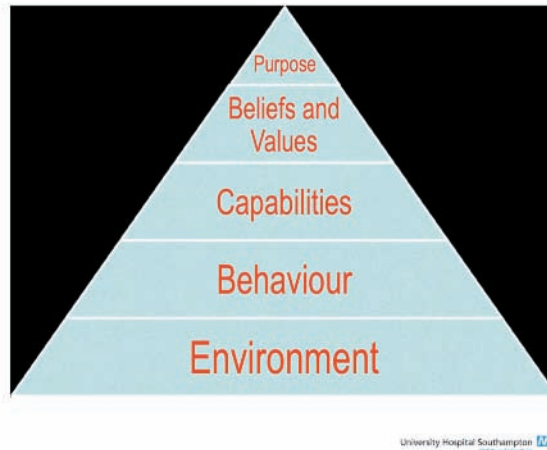 Purpose
Beliefs and
Values
Capabilities
Behaviour
Environment
University Hospital Southampton